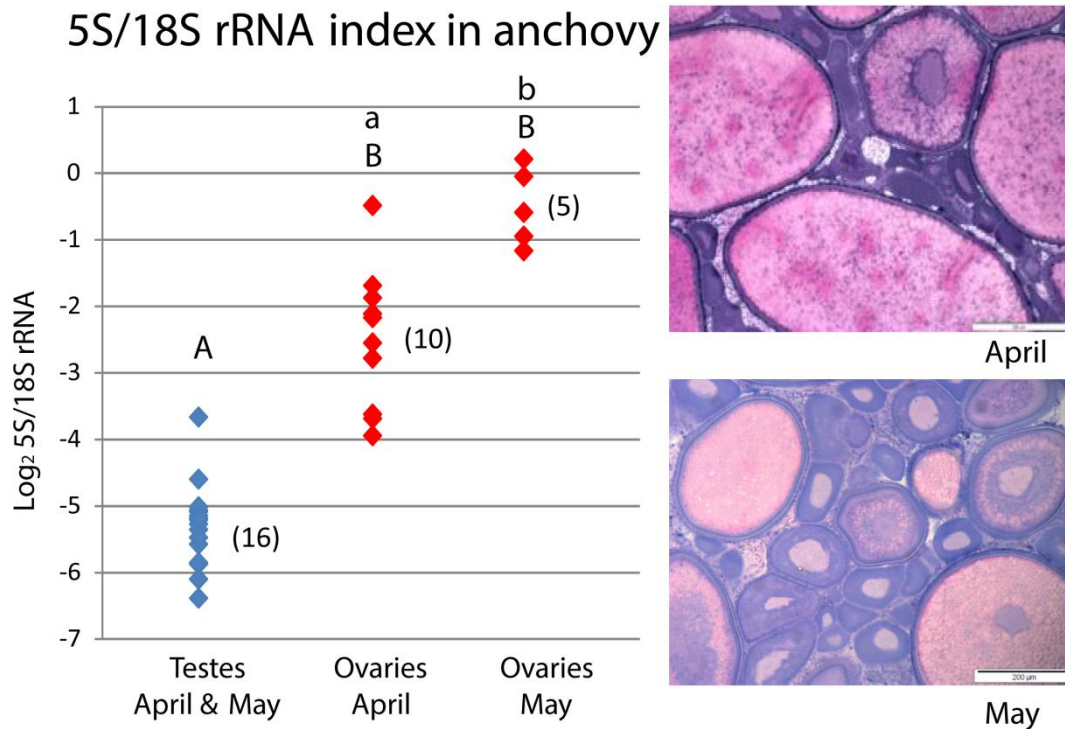 5S/18S rRNA index in anchovy
Log2 5S/18S rRNA
1
0
-1
-2
-3
-4
-5
-6
-7
A
(16)
a
B
(10)
b
B
(5)
Testes
April & May
Ovaries
April
Ovaries
May
April
200 µm
May